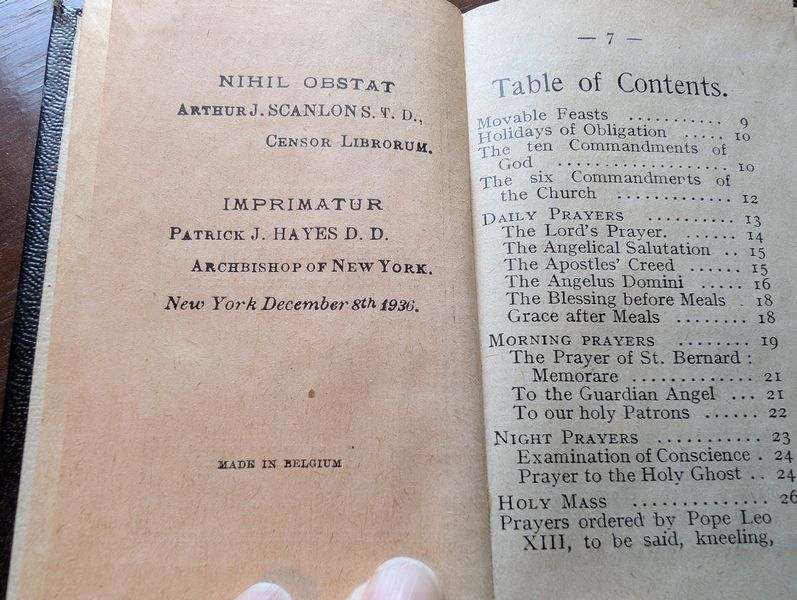 NIHIL OBSTAT
ARTHUR J. SCANLON S. T. D.,
CENSOR LIBRORUM.
IMPRIMATUR
PATRICK J. HAYES D. D.
ARCHBISHOP OF NEW YORK.
New York December 8th 1936.
MADE IN BELGIUM
— 7 —
Table of Contents.
Movable Feasts ........... 9
Holidays of Obligation ..... 10
The ten Commandments of
God .................. 10
The six Commandments of
the Church ............. 12
DAILY PRAYERS .......... 13
The Lord's Prayer. ....... 14
The Angelical Salutation .. 15
The Apostles' Creed ...... 15
The Angelus Domini ..... 16
The Blessing before Meals . 18
Grace after Meals ........ 18
MORNING PRAYERS ........ 19
The Prayer of St. Bernard :
Memorare ............ 21
To the Guardian Angel ... 21
To our holy Patrons ...... 22
NIGHT PRAYERS ........... 23
Examination of Conscience . 24
Prayer to the Holy Ghost .. 24
HOLY MASS .............. 26
Prayers ordered by Pope Leo
XIII, to be said, kneeling,